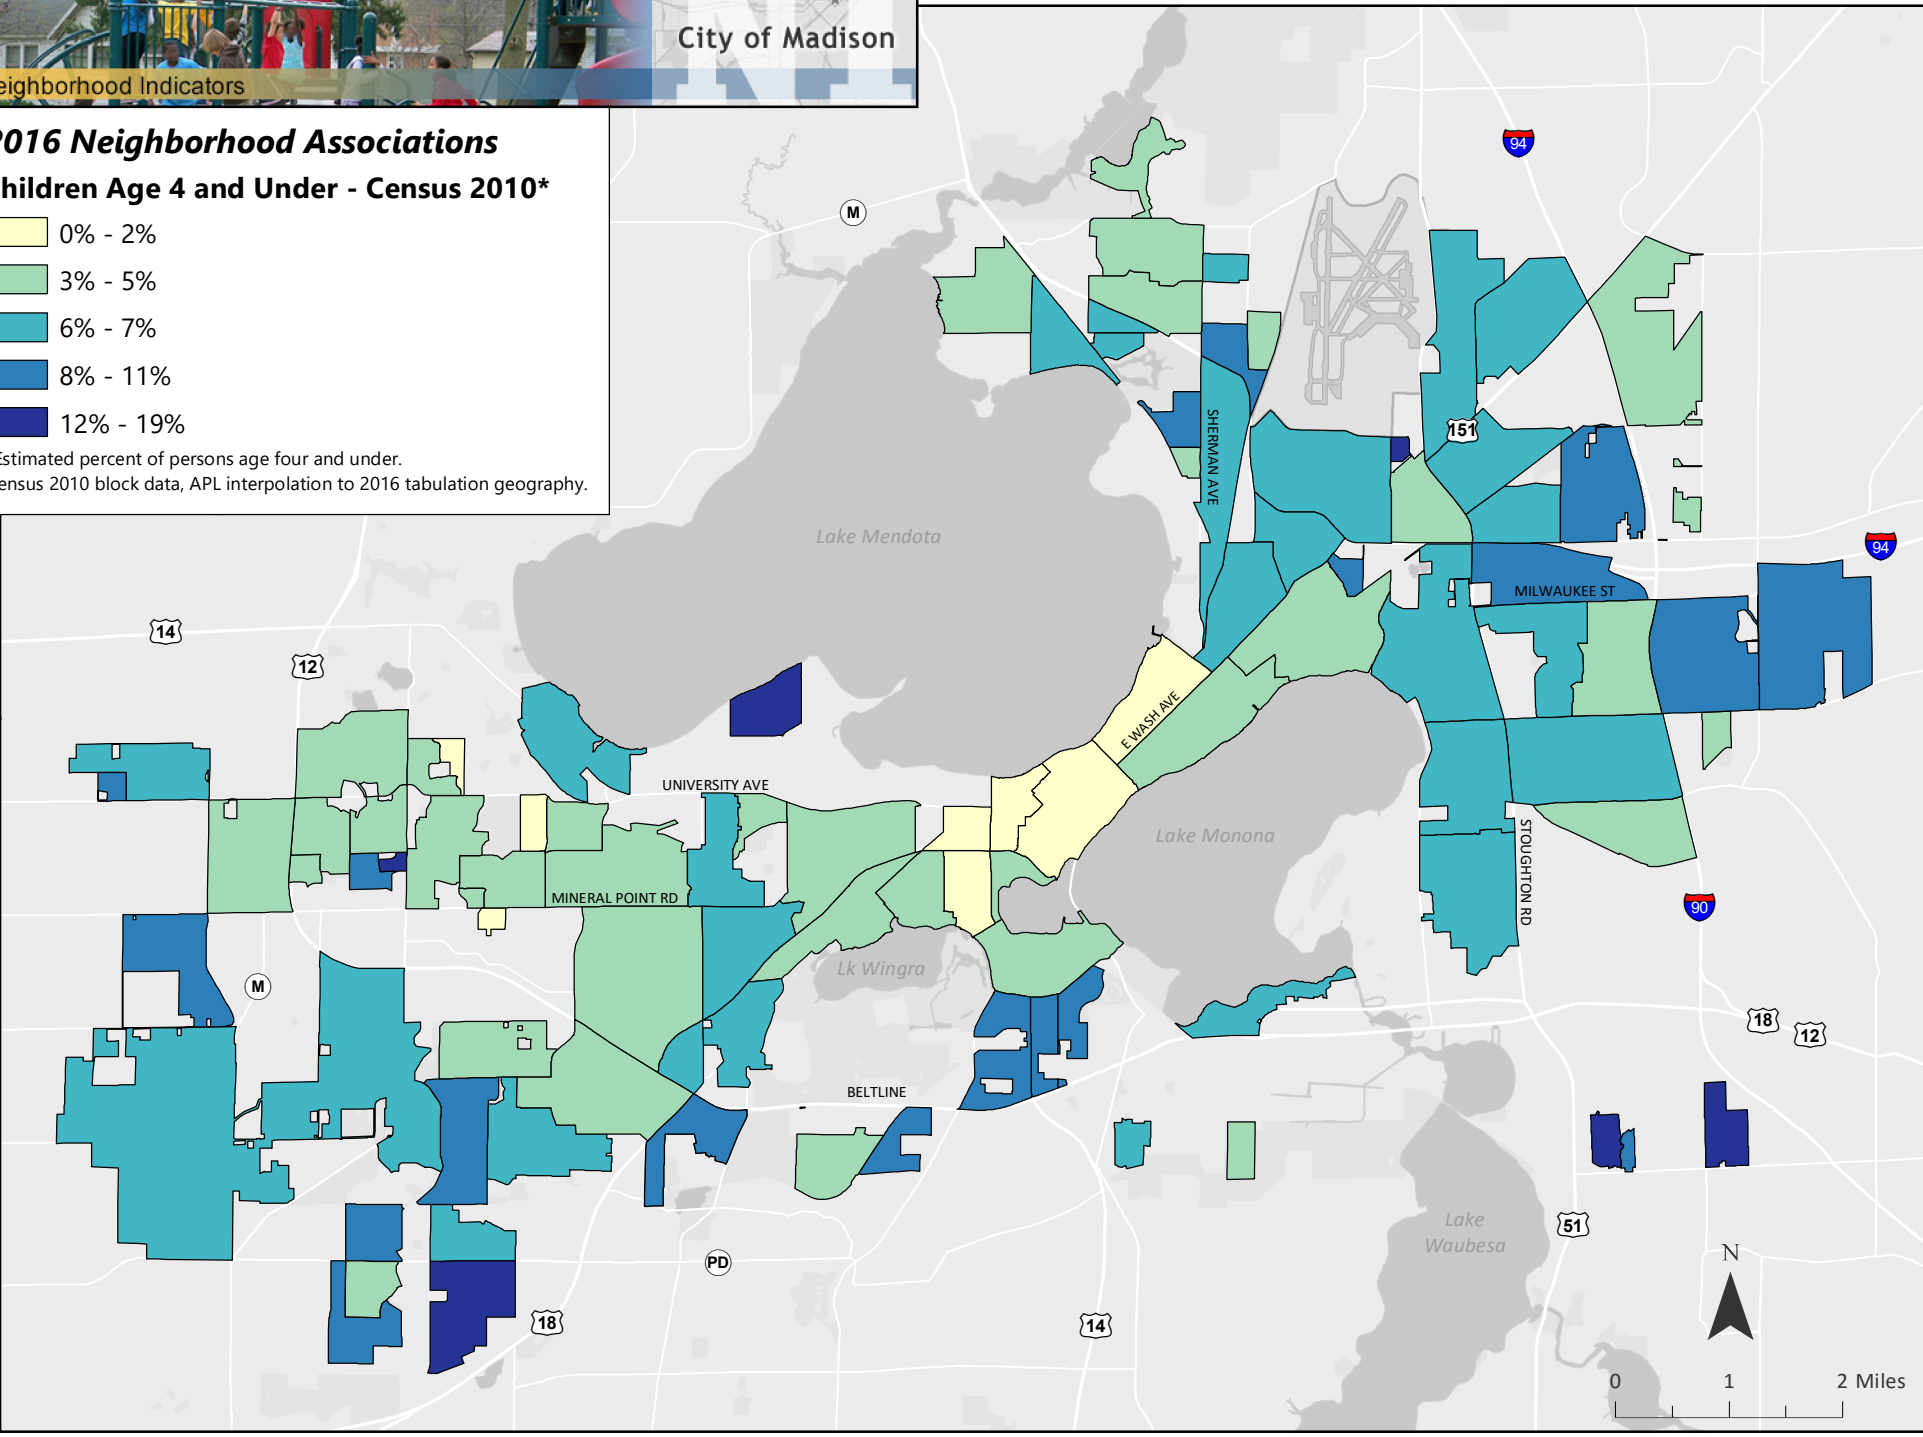 City of Madison
eighborhood Indicators
2016 Neighborhood Associations
hildren Age 4 and Under - Census 2010*
0% - 2%
3% - 5%
6% - 7%
8% - 11%
12% - 19%
Estimated percent of persons age four and under.
ensus 2010 block data, APL interpolation to 2016 tabulation geography.
94
M
SHERMAN AVE
151
Lake Mendota
94
MILWAUKEE ST
14
12
E WASH AVE
UNIVERSITY AVE
Lake Monona
STOUGHTON RD
MINERAL POINT RD
90
Lk Wingra
M
18
12
BELTLINE
Lake
Waubesa
51
N
PD
18
14
0 1 2 Miles